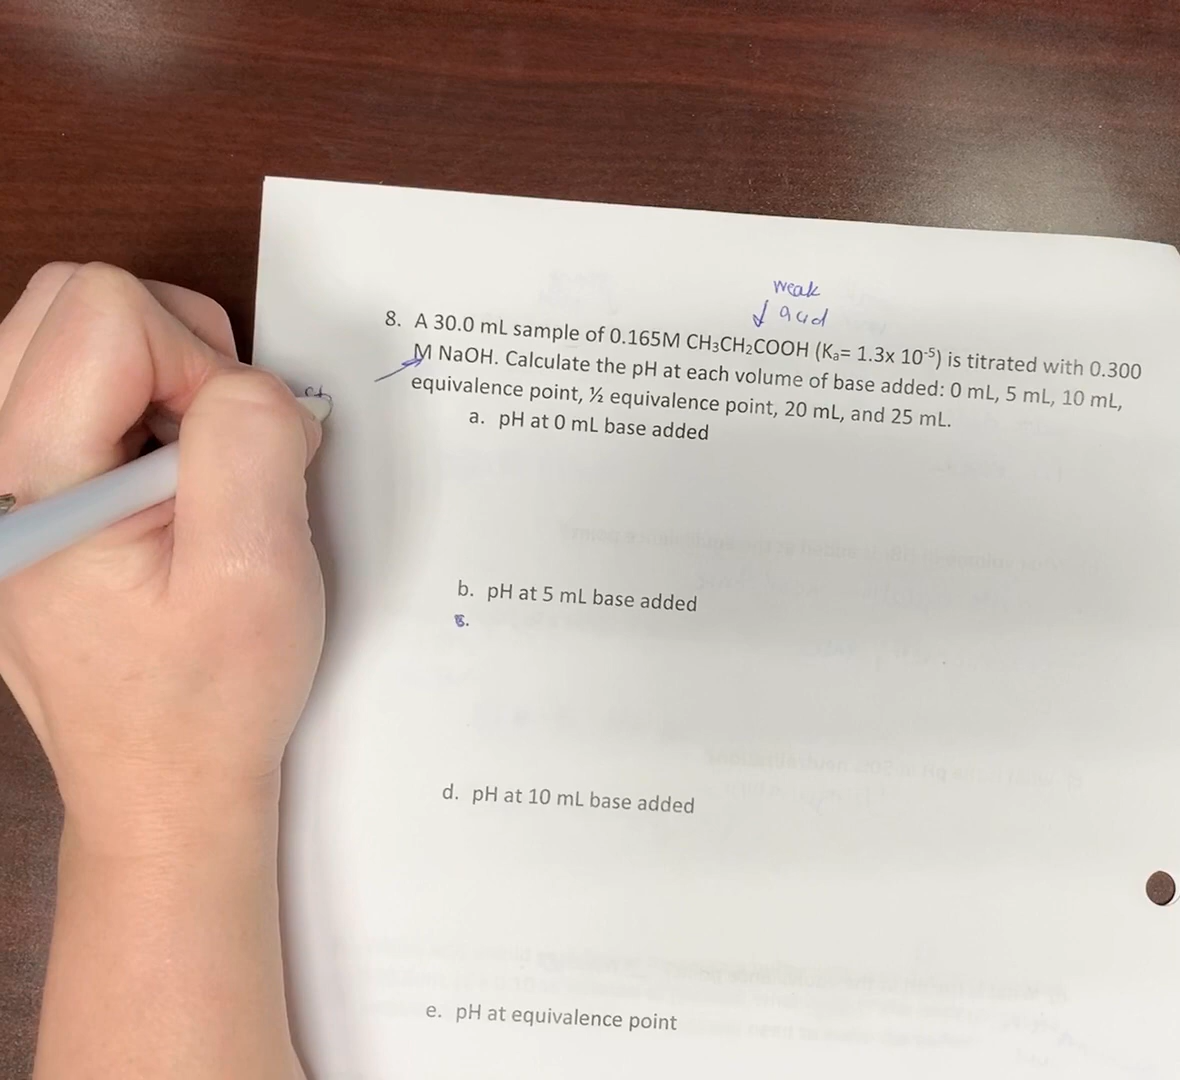 weak
↓ acid
8. A 30.0 mL sample of 0.165M CH₃CH₂COOH (Kₐ= 1.3x 10⁻⁵) is titrated with 0.300
M NaOH. Calculate the pH at each volume of base added: 0 mL, 5 mL, 10 mL,
equivalence point, ½ equivalence point, 20 mL, and 25 mL.
a. pH at 0 mL base added
b. pH at 5 mL base added
d. pH at 10 mL base added
e. pH at equivalence point